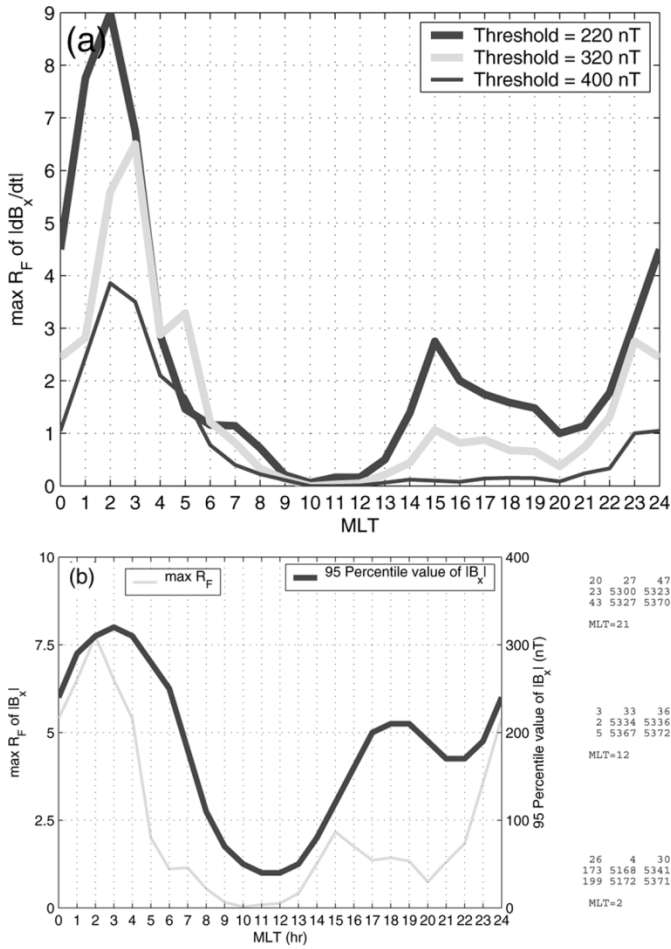 (a)
Threshold = 220 nT
Threshold = 320 nT
Threshold = 400 nT
max R_F of |dB_x/dt|
9
8
7
6
5
4
3
2
1
0
0 1 2 3 4 5 6 7 8 9 10 11 12 13 14 15 16 17 18 19 20 21 22 23 24
MLT
(b)
max R_F
95 Percentile value of |B_x|
max R_F of |B_x|
10
7.5
5
2.5
0
400
300
200
100
0
95 Percentile value of |B_x| (nT)
0 1 2 3 4 5 6 7 8 9 10 11 12 13 14 15 16 17 18 19 20 21 22 23 24
MLT (hr)
20 27 47
23 5300 5323
43 5327 5370
MLT=21
3 33 36
2 5334 5336
5 5367 5372
MLT=12
26 4 30
173 5168 5341
199 5172 5371
MLT=2